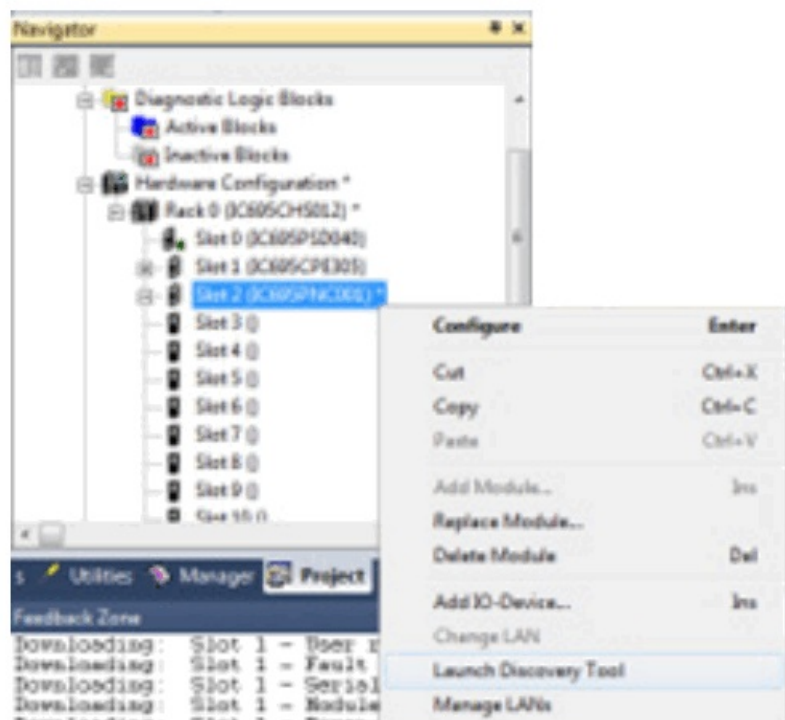 Navigator
Diagnostic Logic Blocks
Active Blocks
Inactive Blocks
Hardware Configuration *
Rack 0 (IC695CHS012) *
Slot 0 (IC695PSD040)
Slot 1 (IC695CPE305)
Slot 2 (IC695PNC001) *
Slot 3 ()
Slot 4 ()
Slot 5 ()
Slot 6 ()
Slot 7 ()
Slot 8 ()
Slot 9 ()
Slot 10 ()
Configure Enter
Cut Ctrl+X
Copy Ctrl+C
Paste Ctrl+V
Add Module... Ins
Replace Module...
Delete Module Del
Add IO-Device... Ins
Change LAN
Launch Discovery Tool
Manage LANs
s Utilities Manager Project
Feedback Zone
Downloading: Slot 1 - User
Downloading: Slot 1 - Fault
Downloading: Slot 1 - Serial
Downloading: Slot 1 - Module